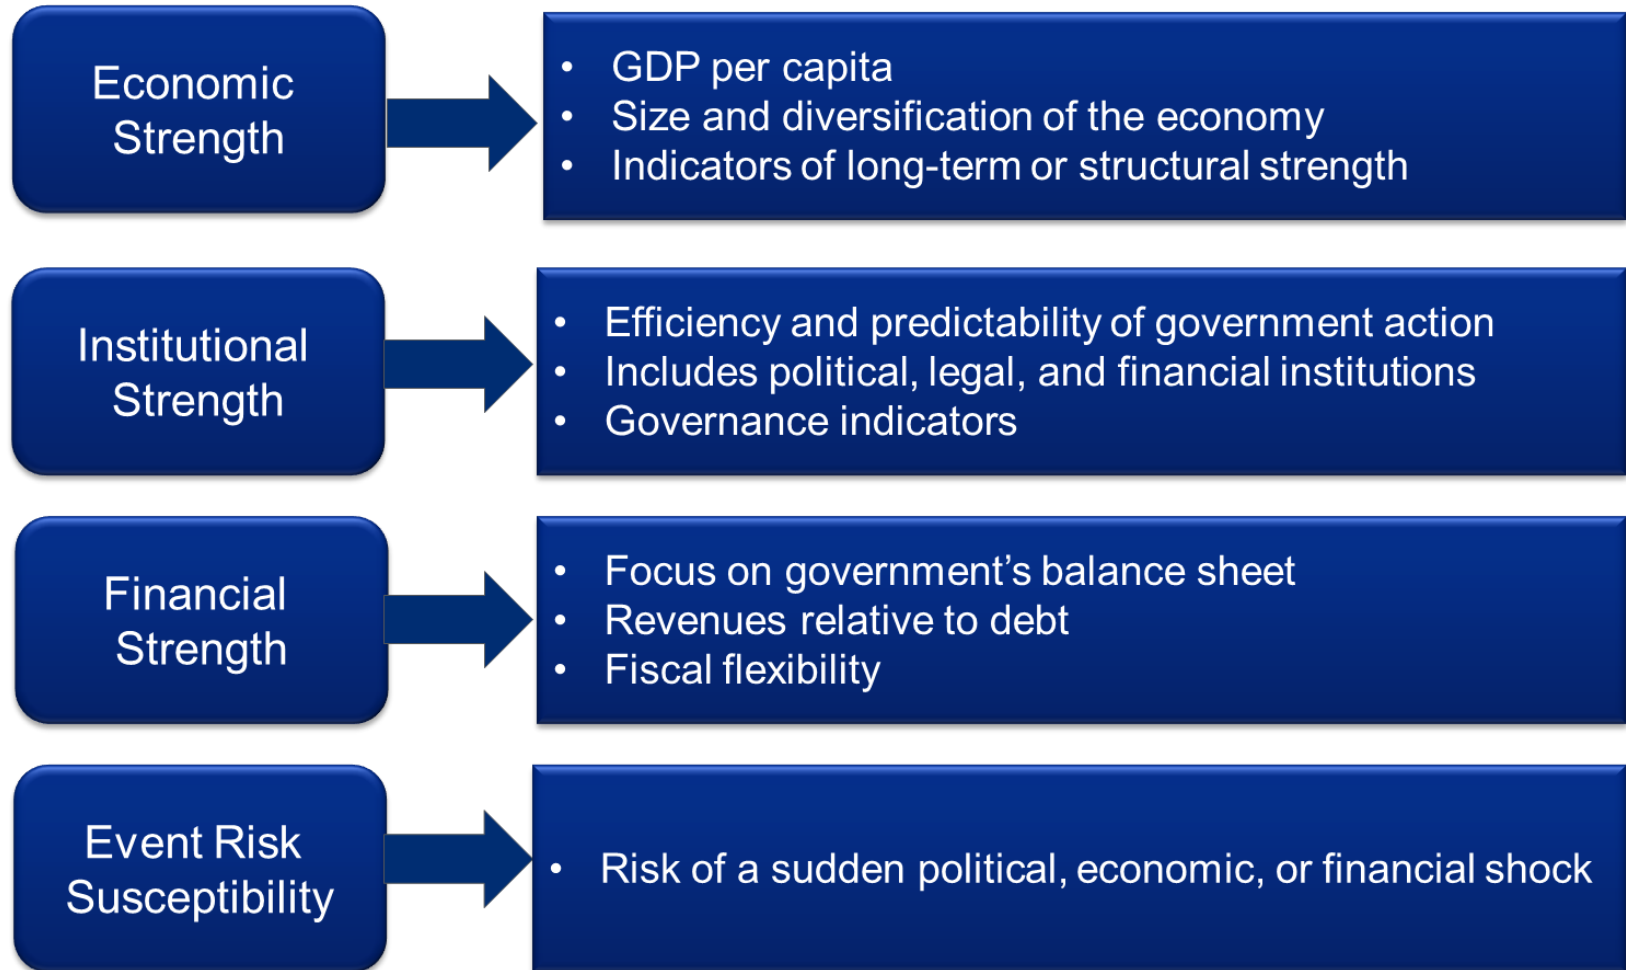 Economic
Strength
• GDP per capita
• Size and diversification of the economy
• Indicators of long-term or structural strength
Institutional
Strength
• Efficiency and predictability of government action
• Includes political, legal, and financial institutions
• Governance indicators
Financial
Strength
• Focus on government’s balance sheet
• Revenues relative to debt
• Fiscal flexibility
Event Risk
Susceptibility
• Risk of a sudden political, economic, or financial shock